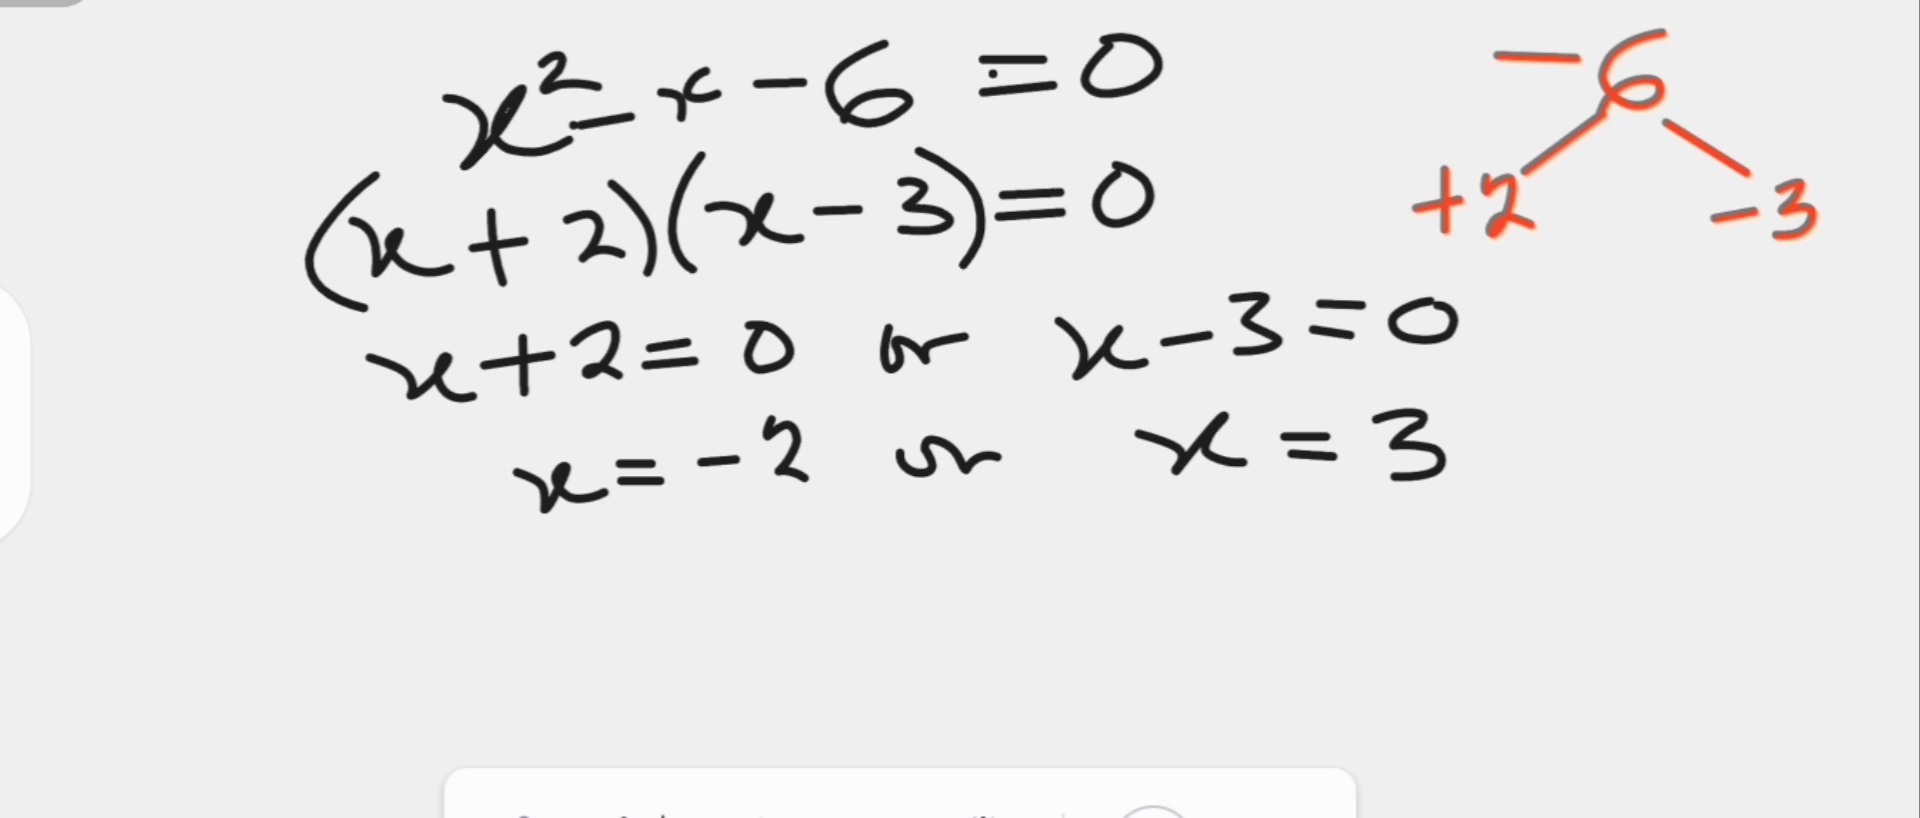 x² - x - 6 = 0
(x + 2)(x - 3) = 0
x + 2 = 0 or x - 3 = 0
x = -2 or x = 3
-6
+2 -3